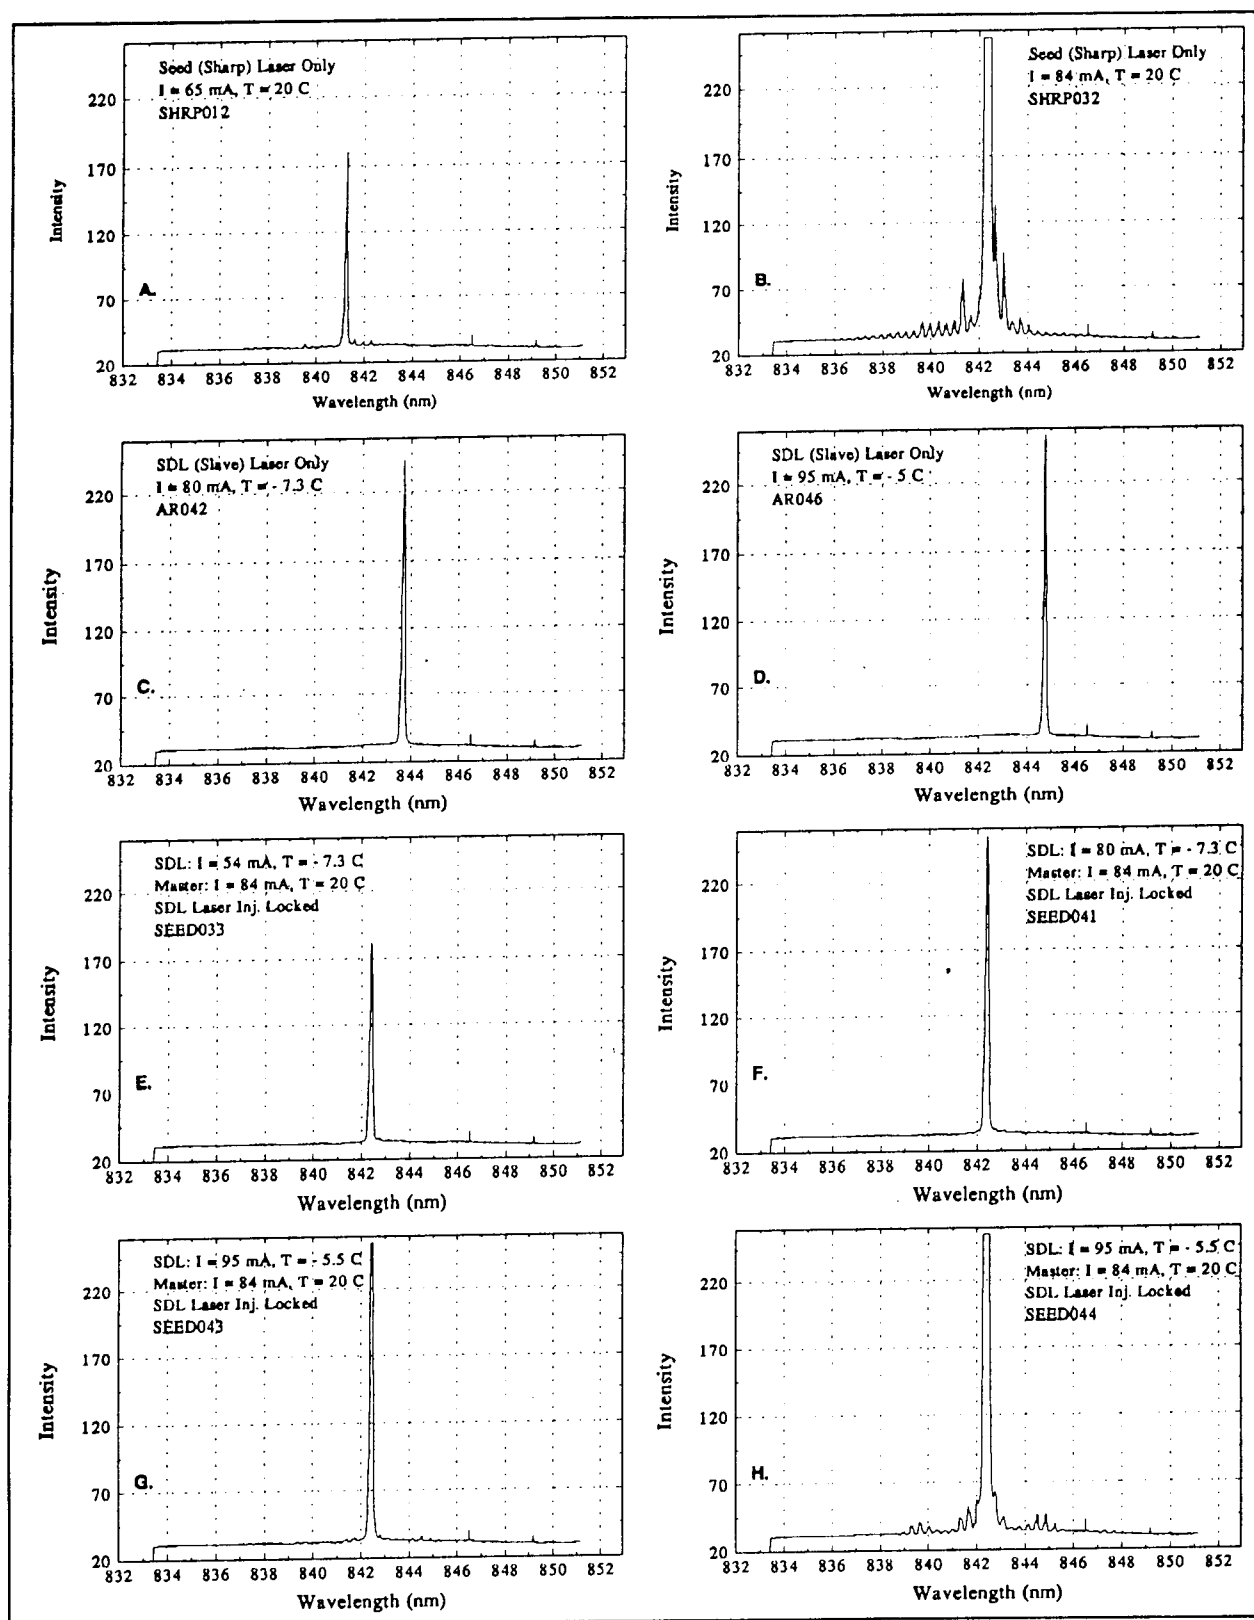 Seed (Sharp) Laser Only
I = 65 mA, T = 20 C
SHRP012
220
170
120
70
20
Intensity
A.
832 834 836 838 840 842 844 846 848 850 852
Wavelength (nm)
Seed (Sharp) Laser Only
I = 84 mA, T = 20 C
SHRP032
220
170
120
70
20
Intensity
B.
832 834 836 838 840 842 844 846 848 850 852
Wavelength (nm)
SDL (Slave) Laser Only
I = 80 mA, T = - 7.3 C
AR042
220
170
120
70
20
Intensity
C.
832 834 836 838 840 842 844 846 848 850 852
Wavelength (nm)
SDL (Slave) Laser Only
I = 95 mA, T = - 5 C
AR046
220
170
120
70
20
Intensity
D.
832 834 836 838 840 842 844 846 848 850 852
Wavelength (nm)
SDL: I = 54 mA, T = - 7.3 C
Master: I = 84 mA, T = 20 C
SDL Laser Inj. Locked
SEED033
220
170
120
70
20
Intensity
E.
832 834 836 838 840 842 844 846 848 850 852
Wavelength (nm)
SDL: I = 80 mA, T = - 7.3 C
Master: I = 84 mA, T = 20 C
SDL Laser Inj. Locked
SEED041
220
170
120
70
20
Intensity
F.
832 834 836 838 840 842 844 846 848 850 852
Wavelength (nm)
SDL: I = 95 mA, T = - 5.5 C
Master: I = 84 mA, T = 20 C
SDL Laser Inj. Locked
SEED043
220
170
120
70
20
Intensity
G.
832 834 836 838 840 842 844 846 848 850 852
Wavelength (nm)
SDL: I = 95 mA, T = - 5.5 C
Master: I = 84 mA, T = 20 C
SDL Laser Inj. Locked
SEED044
220
170
120
70
20
Intensity
H.
832 834 836 838 840 842 844 846 848 850 852
Wavelength (nm)